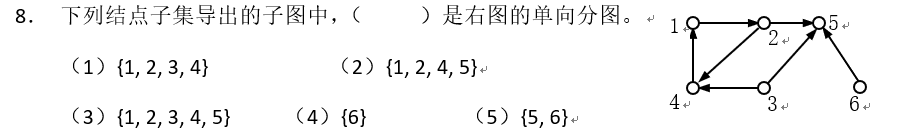 8. 下列结点子集导出的子图中，（ ）是右图的单向分图。
（1）{1, 2, 3, 4} （2）{1, 2, 4, 5}
（3）{1, 2, 3, 4, 5} （4）{6} （5）{5, 6}
1 2 5
4 3 6